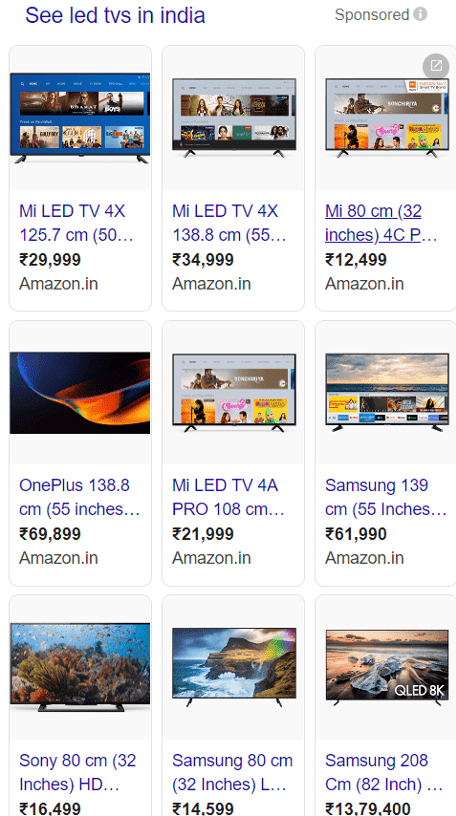 See led tvs in india
Sponsored
Mi LED TV 4X
125.7 cm (50…
₹29,999
Amazon.in
Mi LED TV 4X
138.8 cm (55…
₹34,999
Amazon.in
Mi 80 cm (32
inches) 4C P…
₹12,499
Amazon.in
OnePlus 138.8
cm (55 inches…
₹69,899
Amazon.in
Mi LED TV 4A
PRO 108 cm…
₹21,999
Amazon.in
Samsung 139
cm (55 Inches…
₹61,990
Amazon.in
Sony 80 cm (32
Inches) HD…
₹16,499
Samsung 80 cm
(32 Inches) L…
₹14,599
QLED 8K
Samsung 208
Cm (82 Inch) …
₹13,79,400